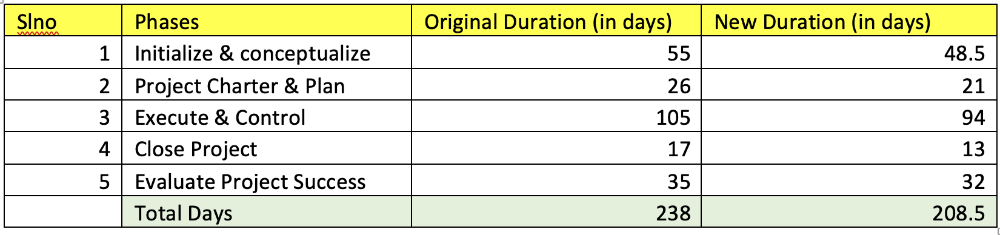 Slno Phases Original Duration (in days) New Duration (in days)
1 Initialize & conceptualize 55 48.5
2 Project Charter & Plan 26 21
3 Execute & Control 105 94
4 Close Project 17 13
5 Evaluate Project Success 35 32
Total Days 238 208.5